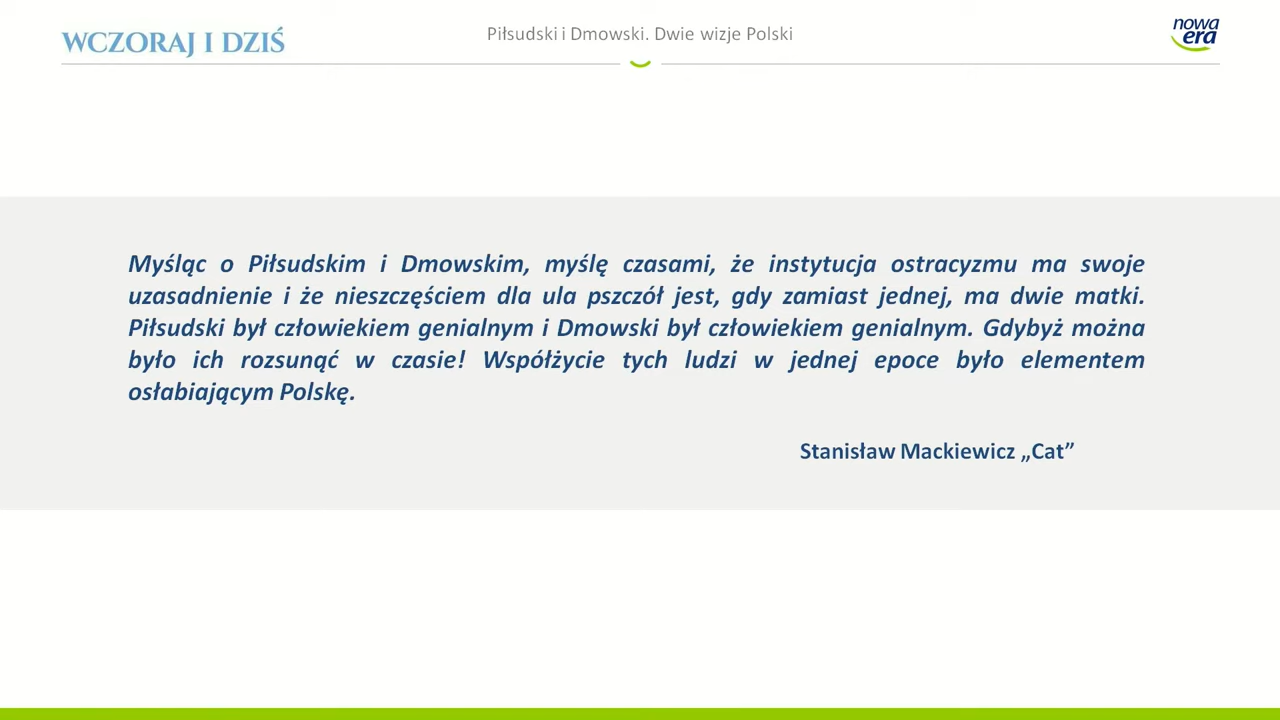 WCZORAJ I DZIŚ
Piłsudski i Dmowski. Dwie wizje Polski
nowa
era
Myśląc o Piłsudskim i Dmowskim, myślę czasami, że instytucja ostracyzmu ma swoje
uzasadnienie i że nieszczęściem dla ula pszczół jest, gdy zamiast jednej, ma dwie matki.
Piłsudski był człowiekiem genialnym i Dmowski był człowiekiem genialnym. Gdybyż można
było ich rozsunąć w czasie! Współżycie tych ludzi w jednej epoce było elementem
osłabiającym Polskę.
Stanisław Mackiewicz „Cat”